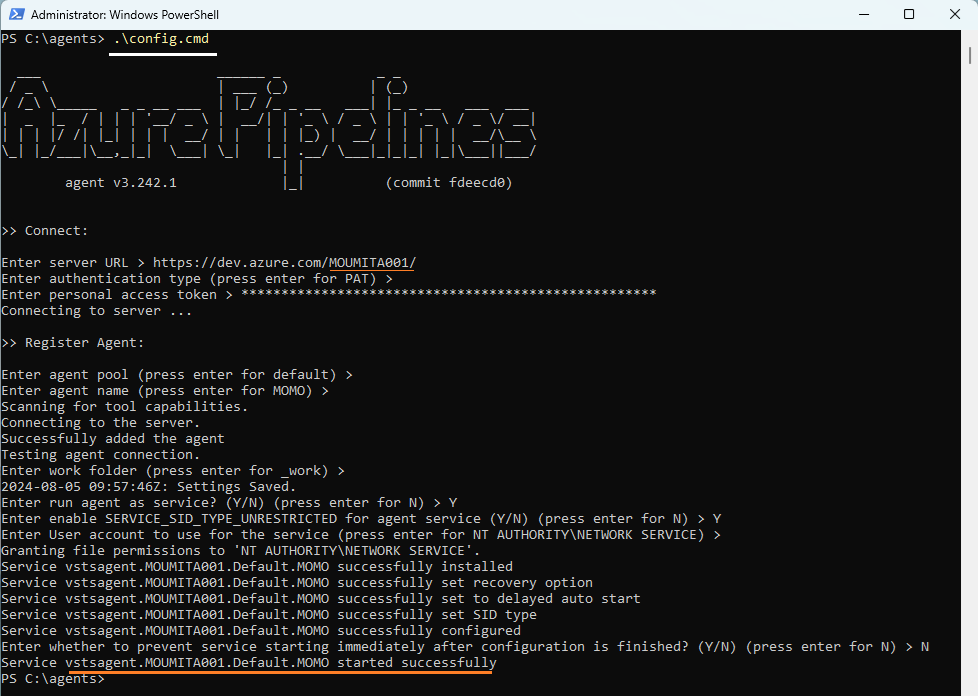 Administrator: Windows PowerShell
PS C:\agents> .\config.cmd
Azure Pipelines
agent v3.242.1 (commit fdeecd0)
>> Connect:
Enter server URL > https://dev.azure.com/MOUMITA001/
Enter authentication type (press enter for PAT) >
Enter personal access token > ****************************************************
Connecting to server ...
>> Register Agent:
Enter agent pool (press enter for default) >
Enter agent name (press enter for MOMO) >
Scanning for tool capabilities.
Connecting to the server.
Successfully added the agent
Testing agent connection.
Enter work folder (press enter for _work) >
2024-08-05 09:57:46Z: Settings Saved.
Enter run agent as service? (Y/N) (press enter for N) > Y
Enter enable SERVICE_SID_TYPE_UNRESTRICTED for agent service (Y/N) (press enter for N) > Y
Enter User account to use for the service (press enter for NT AUTHORITY\NETWORK SERVICE) >
Granting file permissions to 'NT AUTHORITY\NETWORK SERVICE'.
Service vstsagent.MOUMITA001.Default.MOMO successfully installed
Service vstsagent.MOUMITA001.Default.MOMO successfully set recovery option
Service vstsagent.MOUMITA001.Default.MOMO successfully set to delayed auto start
Service vstsagent.MOUMITA001.Default.MOMO successfully set SID type
Service vstsagent.MOUMITA001.Default.MOMO successfully configured
Enter whether to prevent service starting immediately after configuration is finished? (Y/N) (press enter for N) > N
Service vstsagent.MOUMITA001.Default.MOMO started successfully
PS C:\agents>